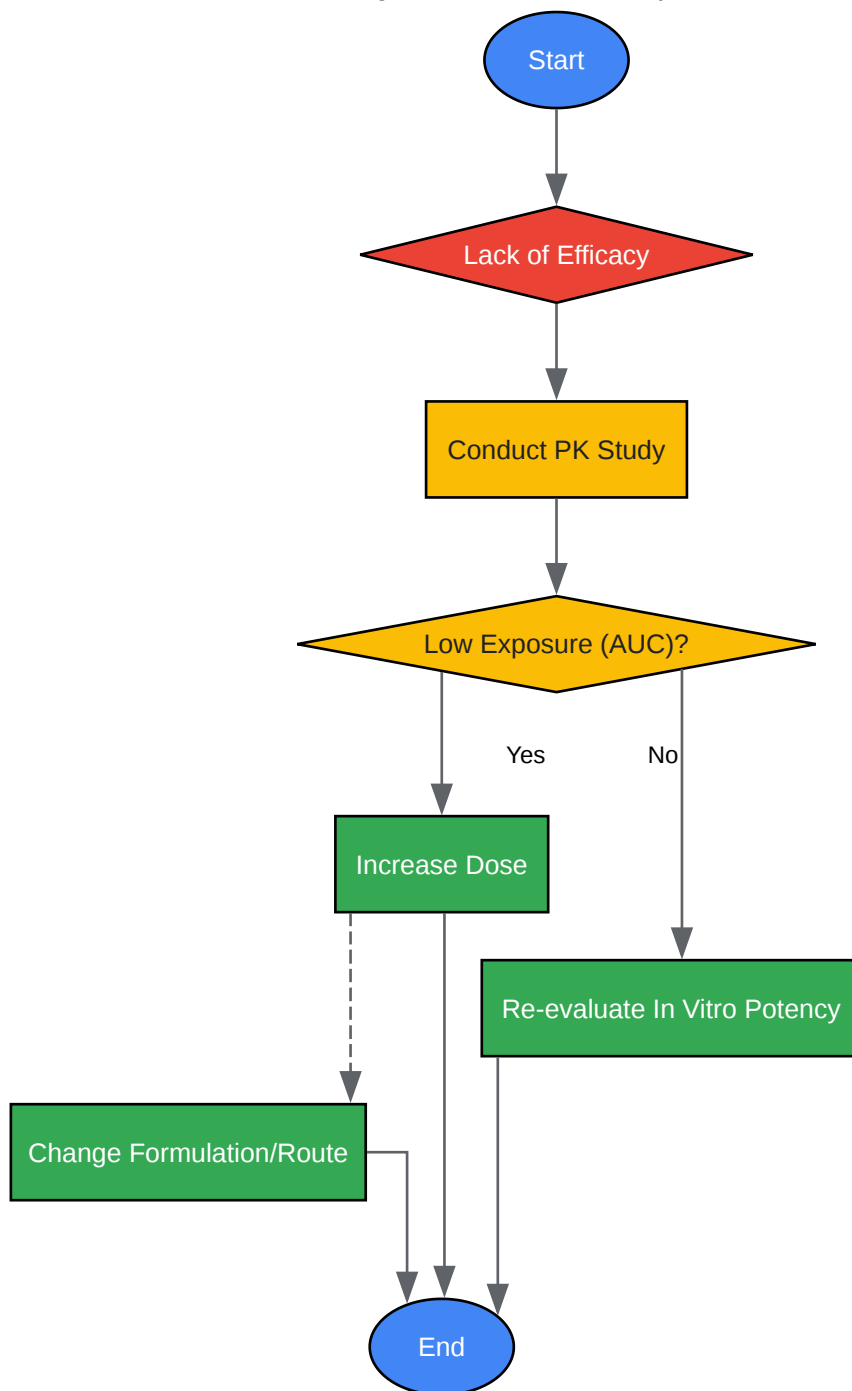 Start
Lack of Efficacy
Conduct PK Study
Low Exposure (AUC)?
Yes
No
Increase Dose
Re-evaluate In Vitro Potency
Change Formulation/Route
End